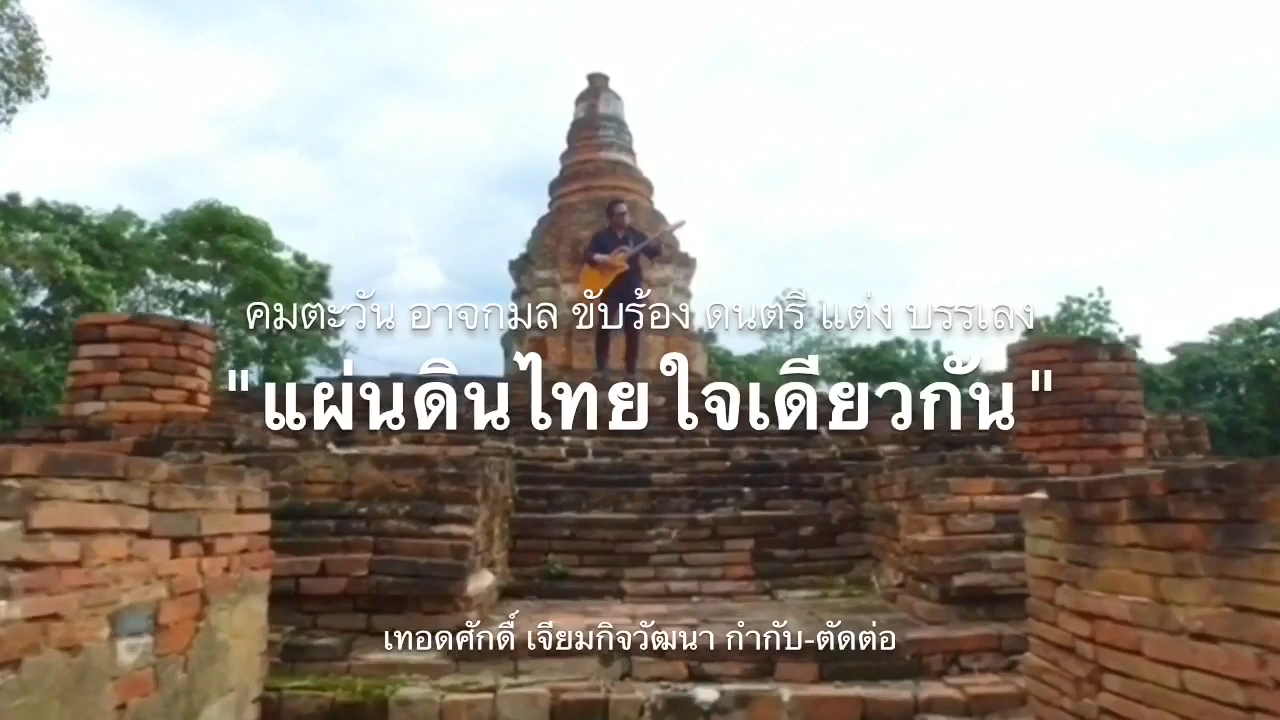 คมตะวัน อาจกมล ขับร้อง ดนตรี แต่ง บรรเลง
"แผ่นดินไทย ใจเดียวกัน"
เทอดศักดิ์ เจียมกิจวัฒนา กำกับ-ตัดต่อ